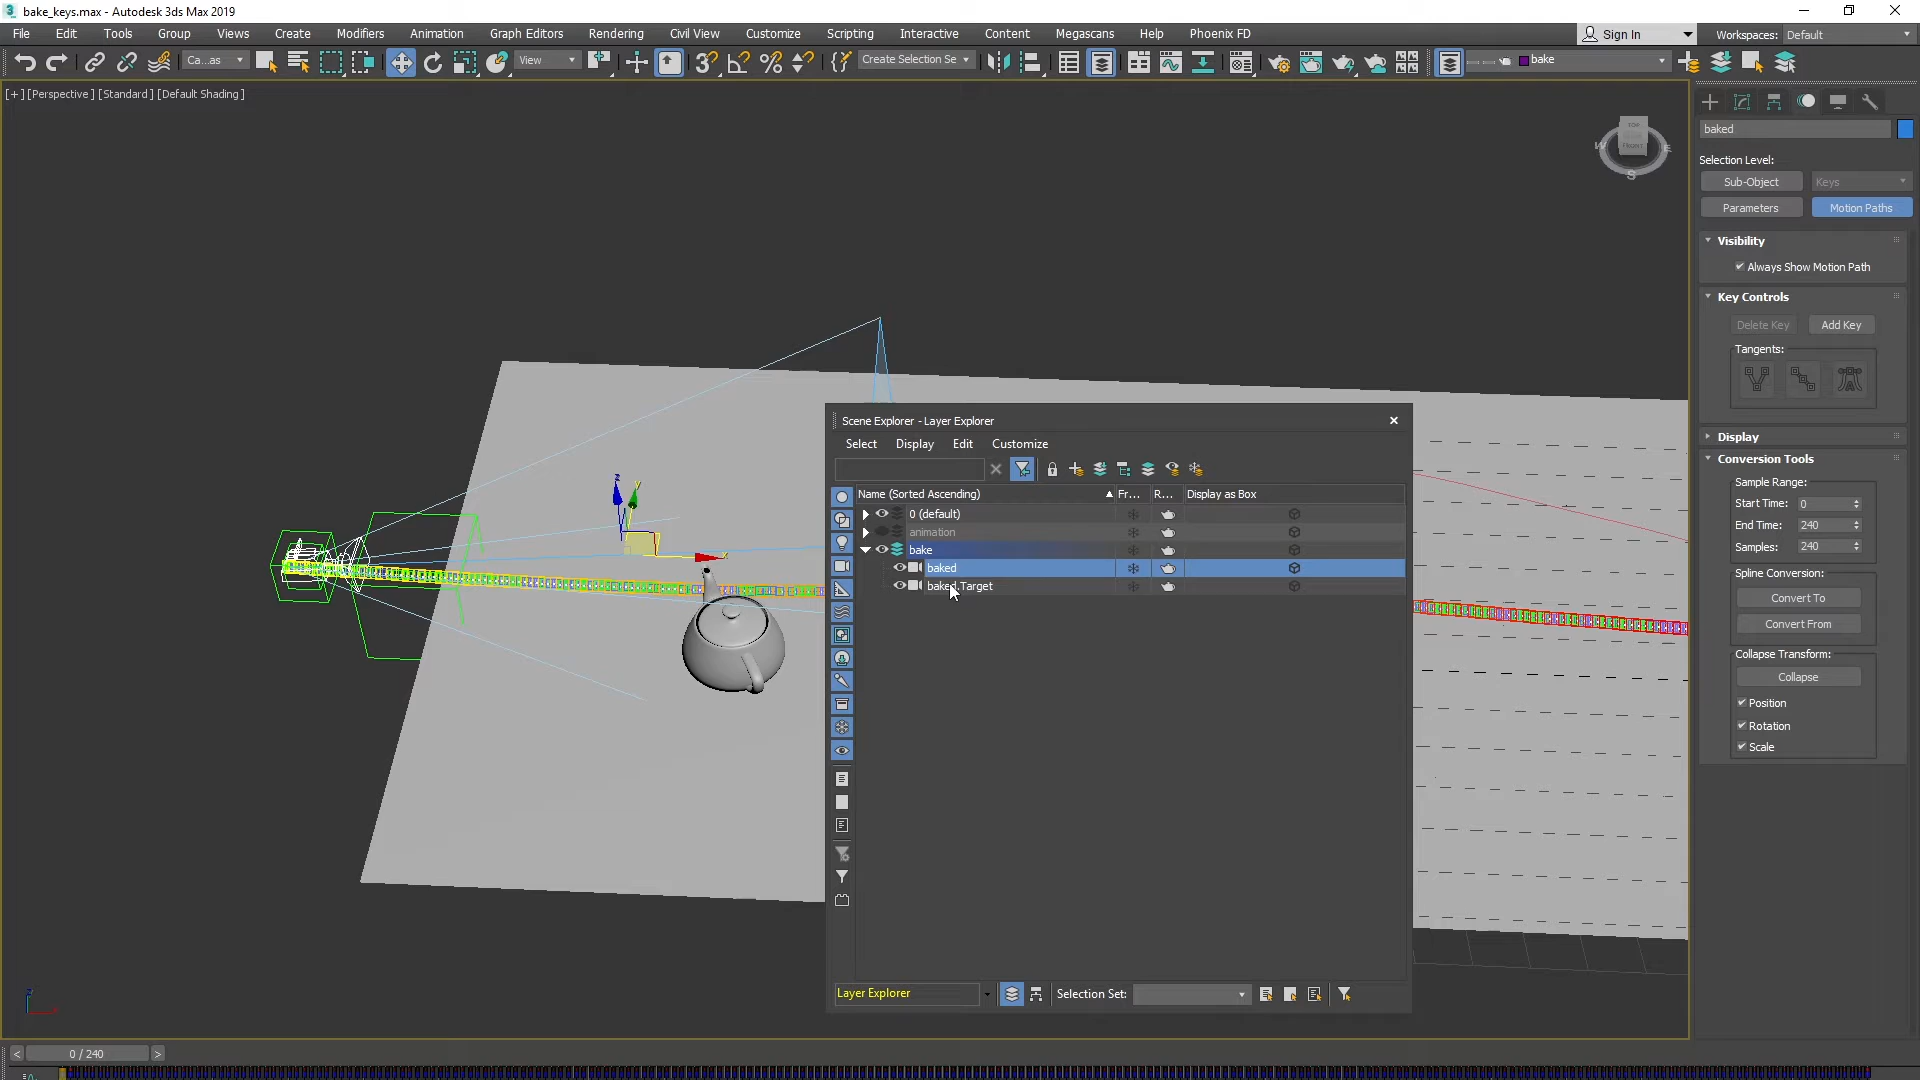 bake_keys.max - Autodesk 3ds Max 2019
File Edit Tools Group Views Create Modifiers Animation Graph Editors Rendering Civil View Customize Scripting Interactive Content Megascans Help Phoenix FD
Sign In
Workspaces: Default
Ca...as
View
Create Selection Se
bake
[+] [Perspective] [Standard] [Default Shading]
baked
Selection Level:
Sub-Object Keys
Parameters Motion Paths
Visibility
Always Show Motion Path
Key Controls
Delete Key Add Key
Tangents:
Display
Conversion Tools
Sample Range:
Start Time: 0
End Time: 240
Samples: 240
Spline Conversion:
Convert To
Convert From
Collapse Transform:
Collapse
Position
Rotation
Scale
Scene Explorer - Layer Explorer
Select Display Edit Customize
Name (Sorted Ascending) Fr... R... Display as Box
0 (default)
animation
bake
baked
baked.Target
Layer Explorer
Selection Set:
0 / 240